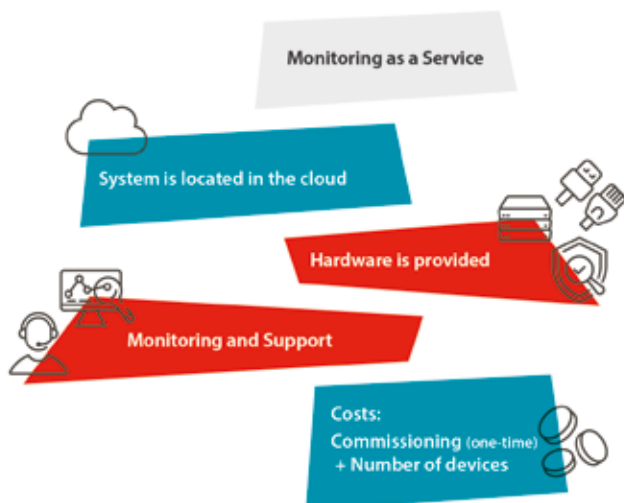 Monitoring as a Service
System is located in the cloud
Hardware is provided
Monitoring and Support
Costs:
Commissioning (one-time)
+ Number of devices